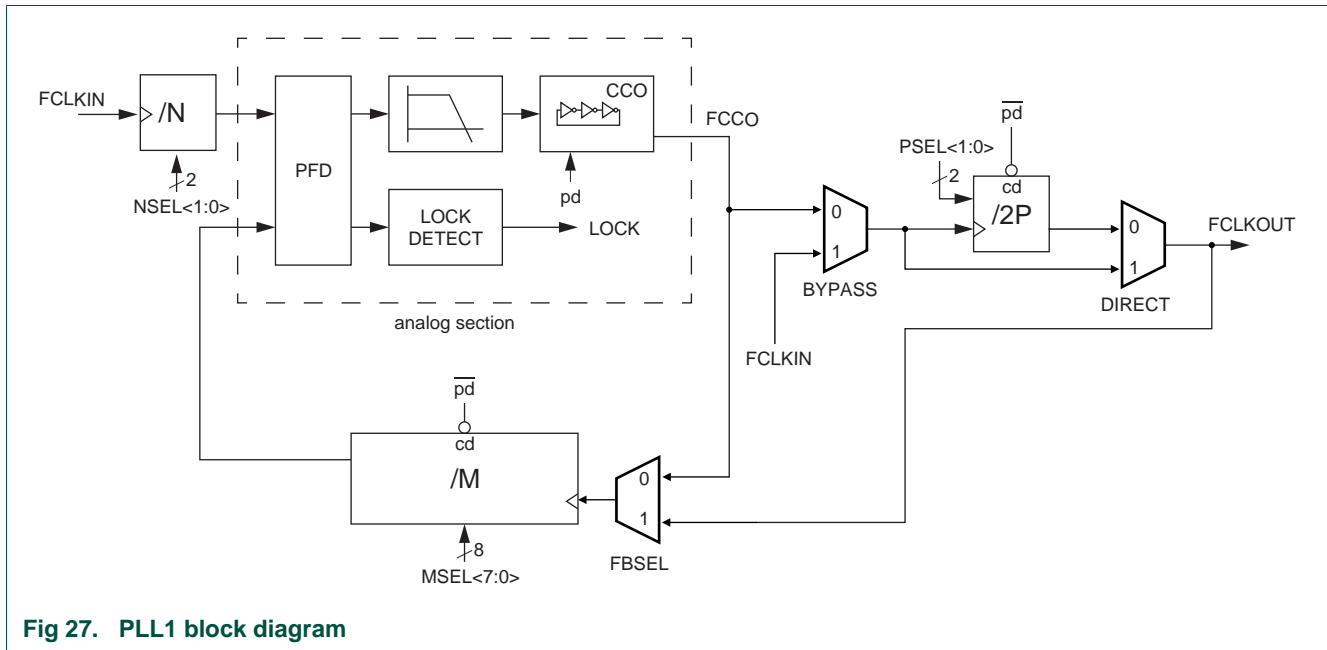 FCLKIN
/N
2
NSEL<1:0>
PFD
CCO
pd
LOCK
DETECT
LOCK
analog section
FCCO
0
1
BYPASS
FCLKIN
PSEL<1:0>
2
pd
cd
/2P
0
1
DIRECT
FCLKOUT
pd
cd
/M
8
MSEL<7:0>
0
1
FBSEL
Fig 27. PLL1 block diagram